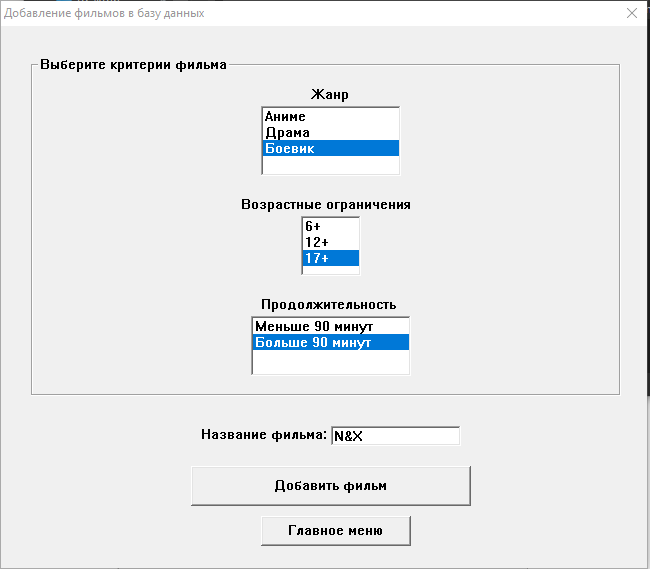 Добавление фильмов в базу данных
Выберите критерии фильма
Жанр
Аниме
Драма
Боевик
Возрастные ограничения
6+
12+
17+
Продолжительность
Меньше 90 минут
Больше 90 минут
Название фильма: N&X
Добавить фильм
Главное меню